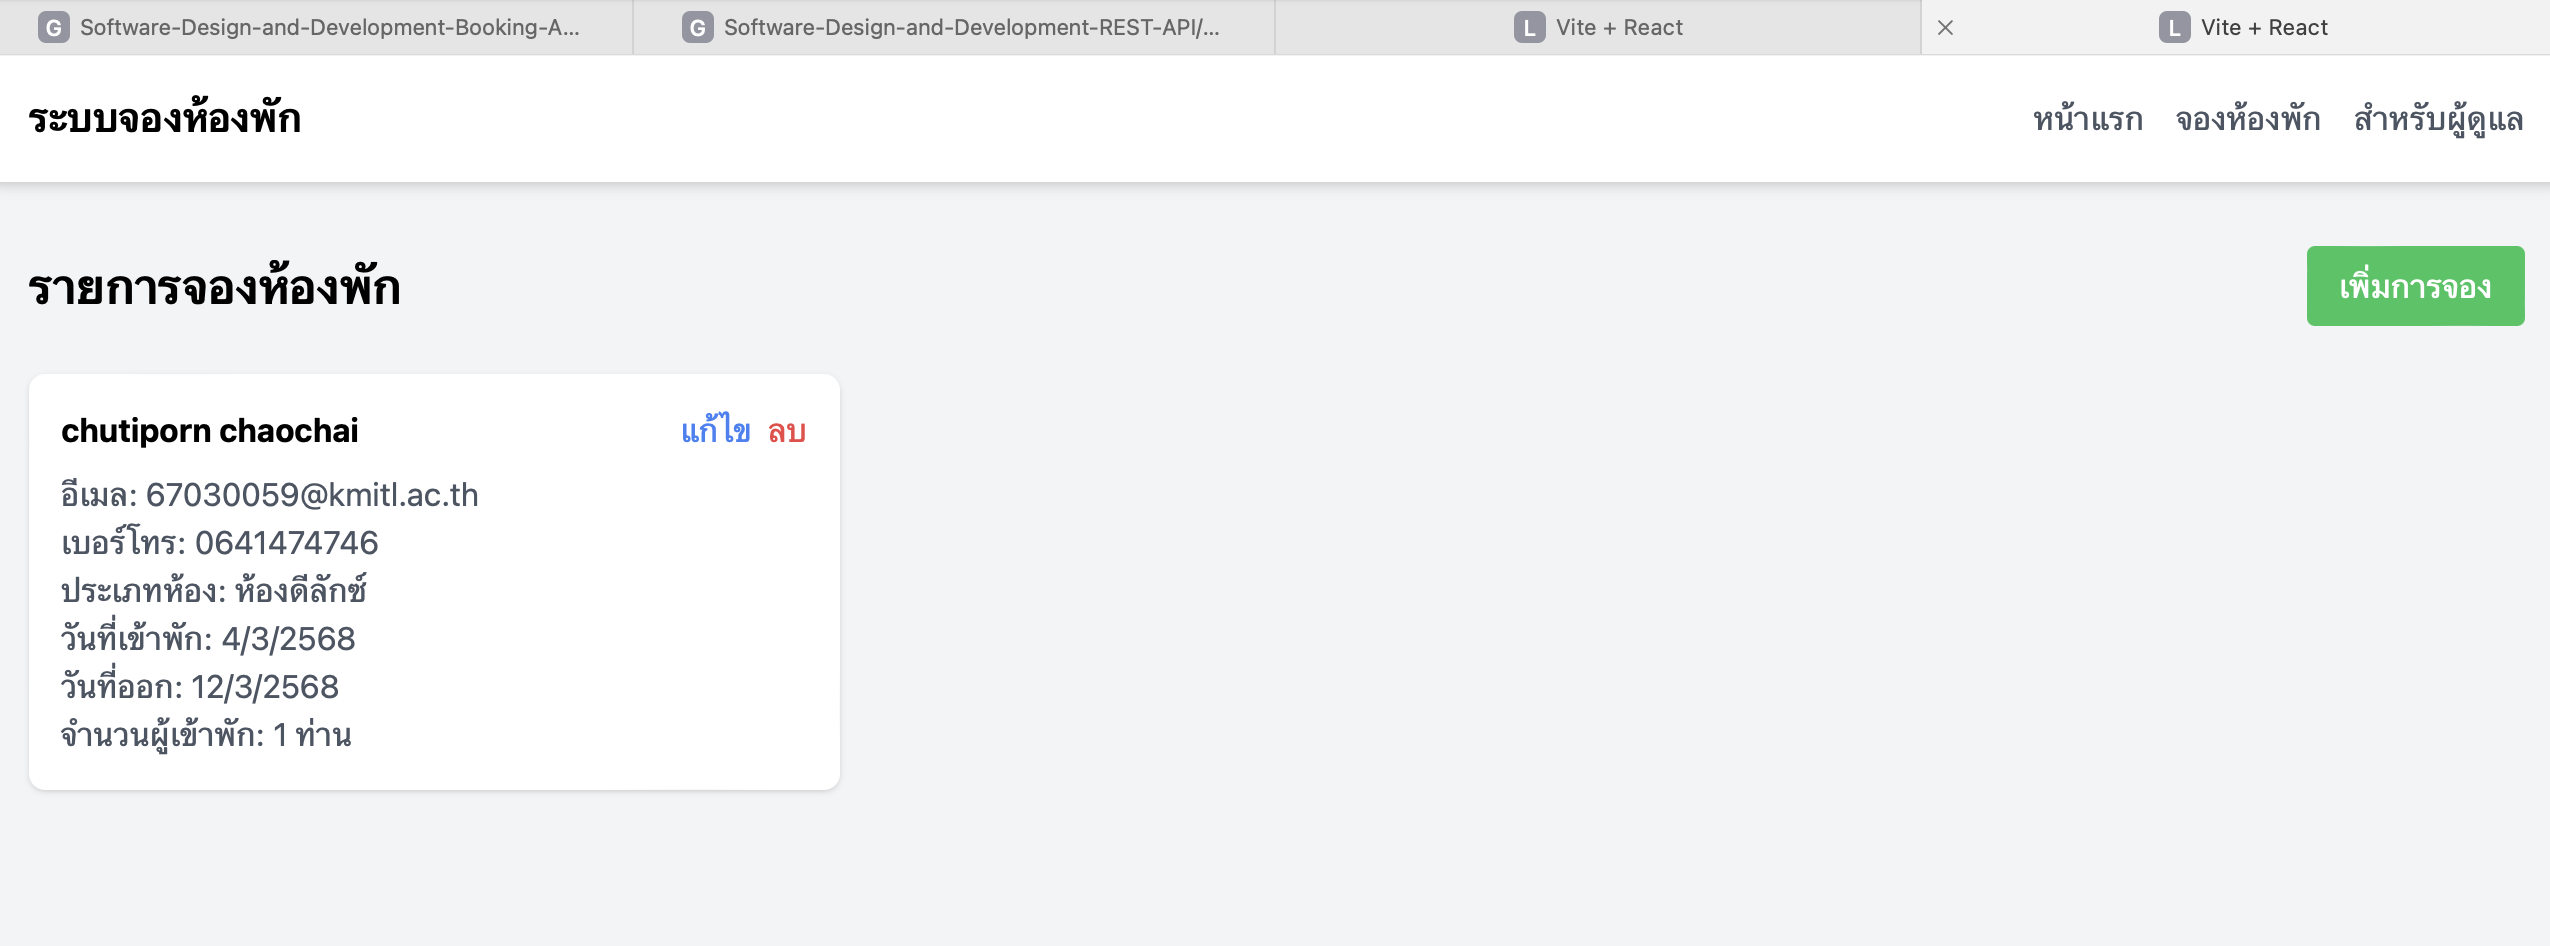 Software-Design-and-Development-Booking-A...
Software-Design-and-Development-REST-API/...
Vite + React
Vite + React
ระบบจองห้องพัก
หน้าแรก จองห้องพัก สำหรับผู้ดูแล
รายการจองห้องพัก
เพิ่มการจอง
chutiporn chaochai
แก้ไข ลบ
อีเมล: 67030059@kmitl.ac.th
เบอร์โทร: 0641474746
ประเภทห้อง: ห้องดีลักซ์
วันที่เข้าพัก: 4/3/2568
วันที่ออก: 12/3/2568
จำนวนผู้เข้าพัก: 1 ท่าน